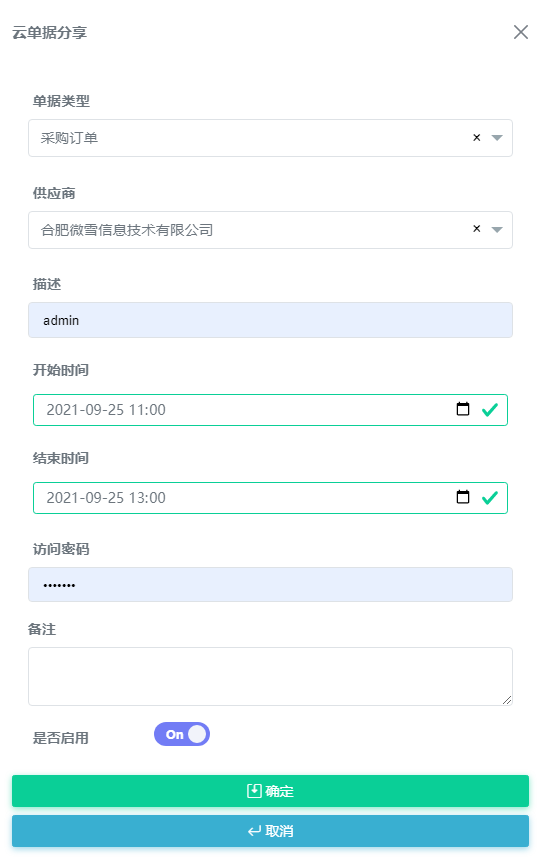 云单据分享
单据类型
采购订单
供应商
合肥微雪信息技术有限公司
描述
admin
开始时间
2021-09-25 11:00
结束时间
2021-09-25 13:00
访问密码
•••••••
备注
是否启用 On
确定
取消